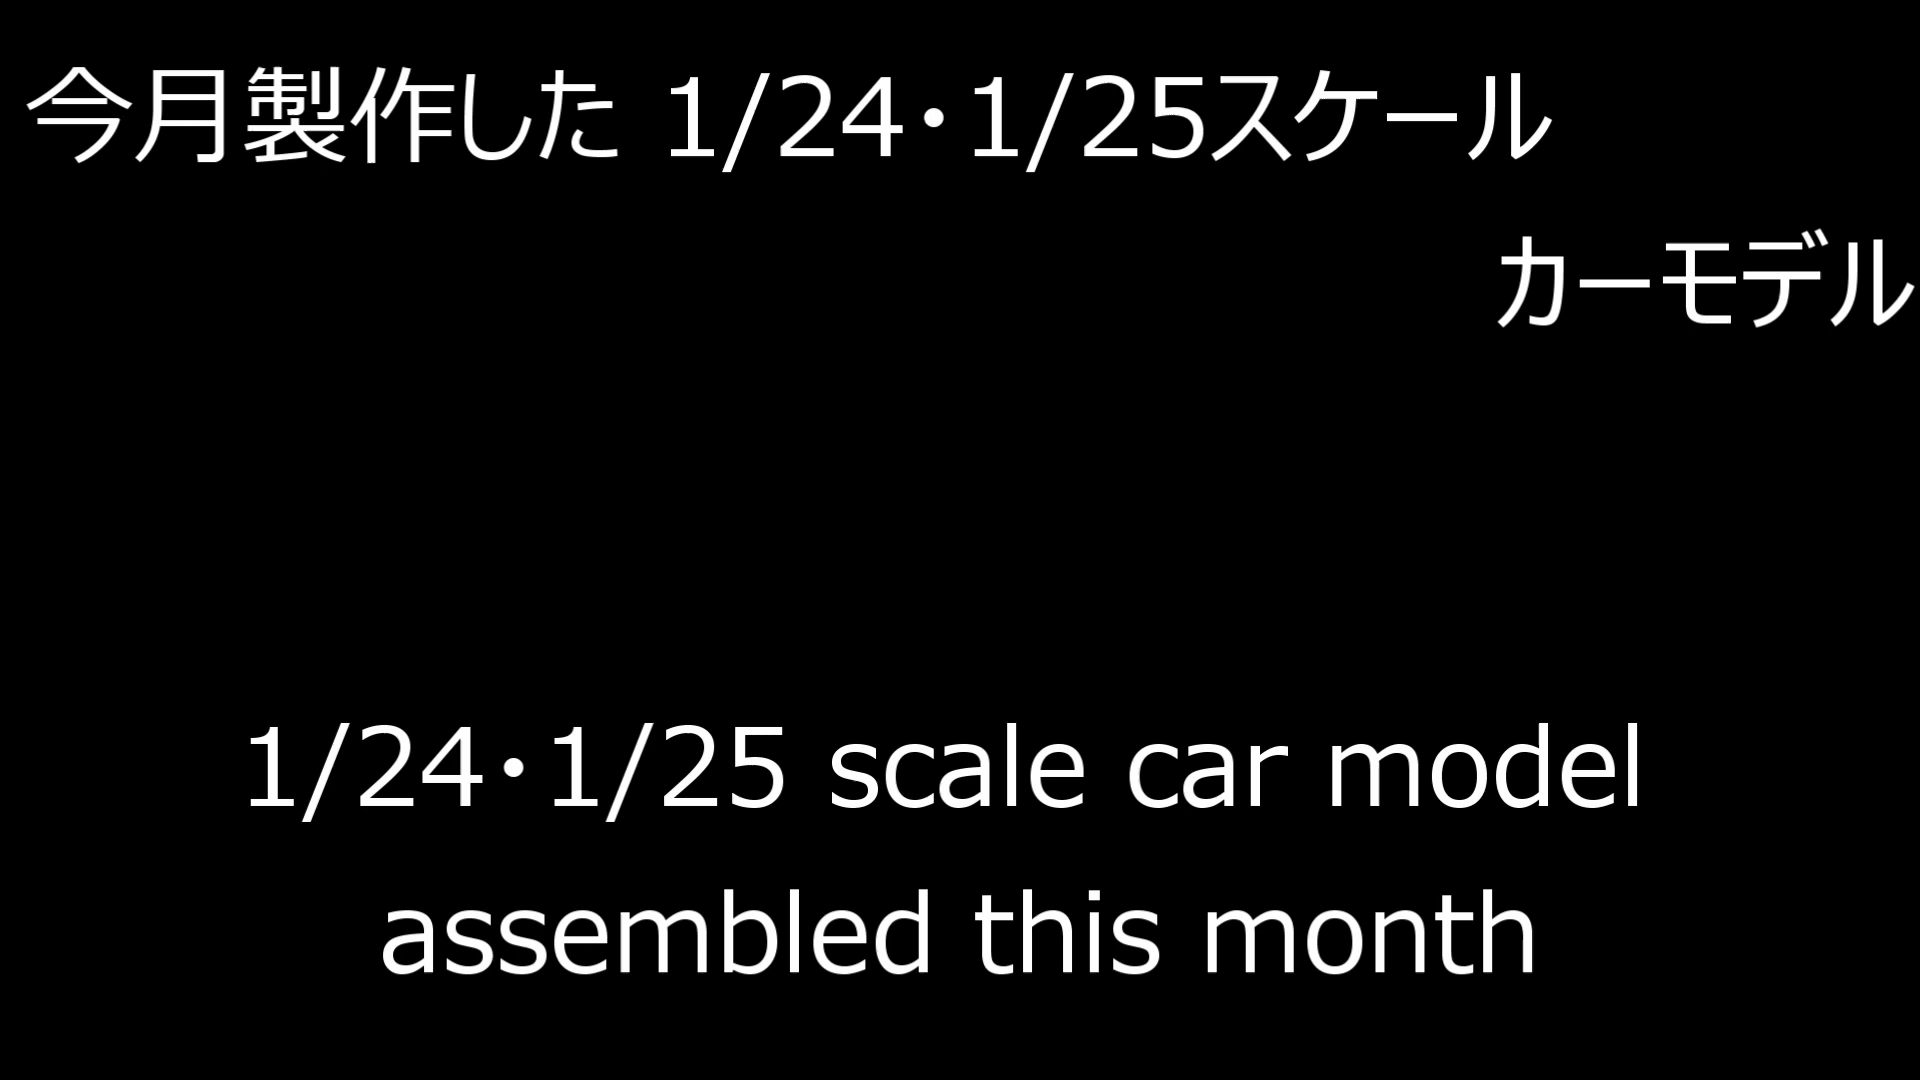 今月製作した 1/24・1/25スケール
カーモデル
1/24・1/25 scale car model
assembled this month